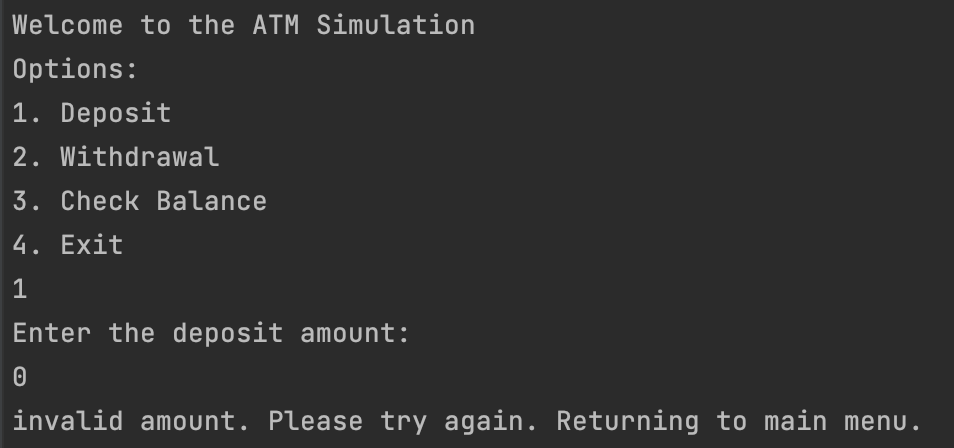 Welcome to the ATM Simulation
Options:
1. Deposit
2. Withdrawal
3. Check Balance
4. Exit
1
Enter the deposit amount:
0
invalid amount. Please try again. Returning to main menu.